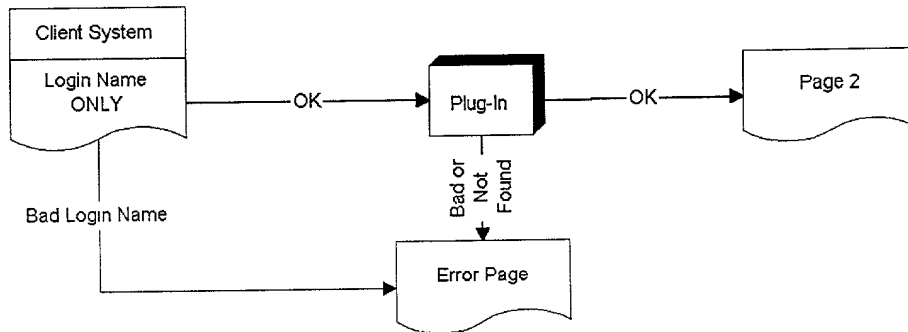 Client System
Login Name
ONLY
OK
Plug-In
OK
Page 2
Bad or
Not
Found
Bad Login Name
Error Page